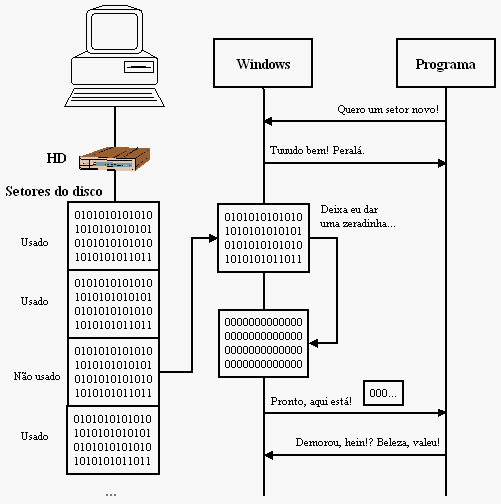 Windows
Programa
Quero um setor novo!
Tuuudo bem! Peralá.
HD
Setores do disco
Usado
0101010101010
1010101010101
0101010101010
1010101011011
Usado
0101010101010
1010101010101
0101010101010
1010101011011
Não usado
0101010101010
1010101010101
0101010101010
1010101011011
Usado
0101010101010
1010101010101
0101010101010
1010101011011
...
0101010101010
1010101010101
0101010101010
1010101011011
Deixa eu dar
uma zeradinha...
0000000000000
0000000000000
0000000000000
0000000000000
000...
Pronto, aqui está!
Demorou, hein!? Beleza, valeu!